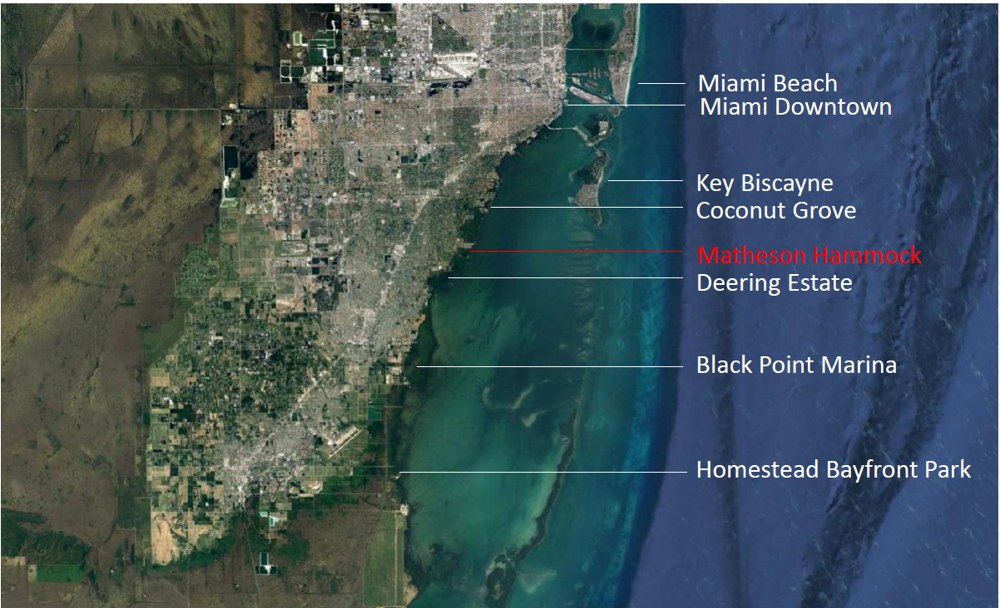 Miami Beach
Miami Downtown
Key Biscayne
Coconut Grove
Matheson Hammock
Deering Estate
Black Point Marina
Homestead Bayfront Park